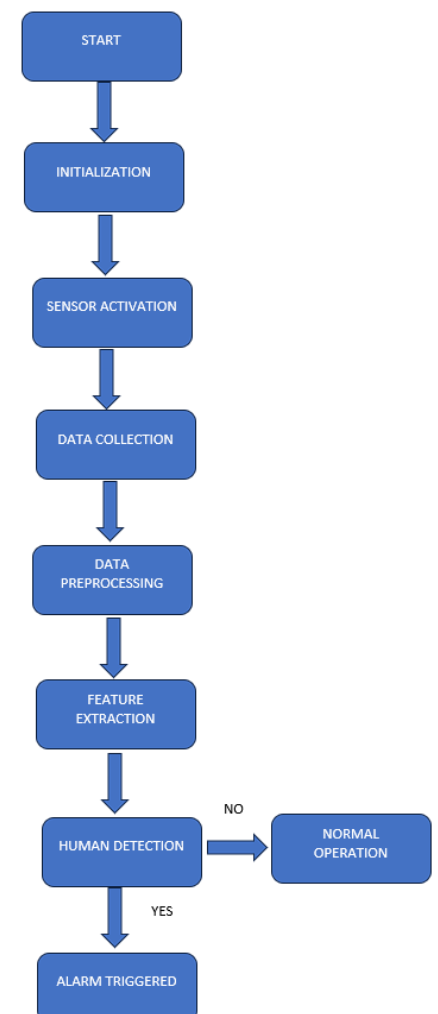 START
INITIALIZATION
SENSOR ACTIVATION
DATA COLLECTION
DATA
PREPROCESSING
FEATURE
EXTRACTION
HUMAN DETECTION
NO
NORMAL
OPERATION
YES
ALARM TRIGGERED